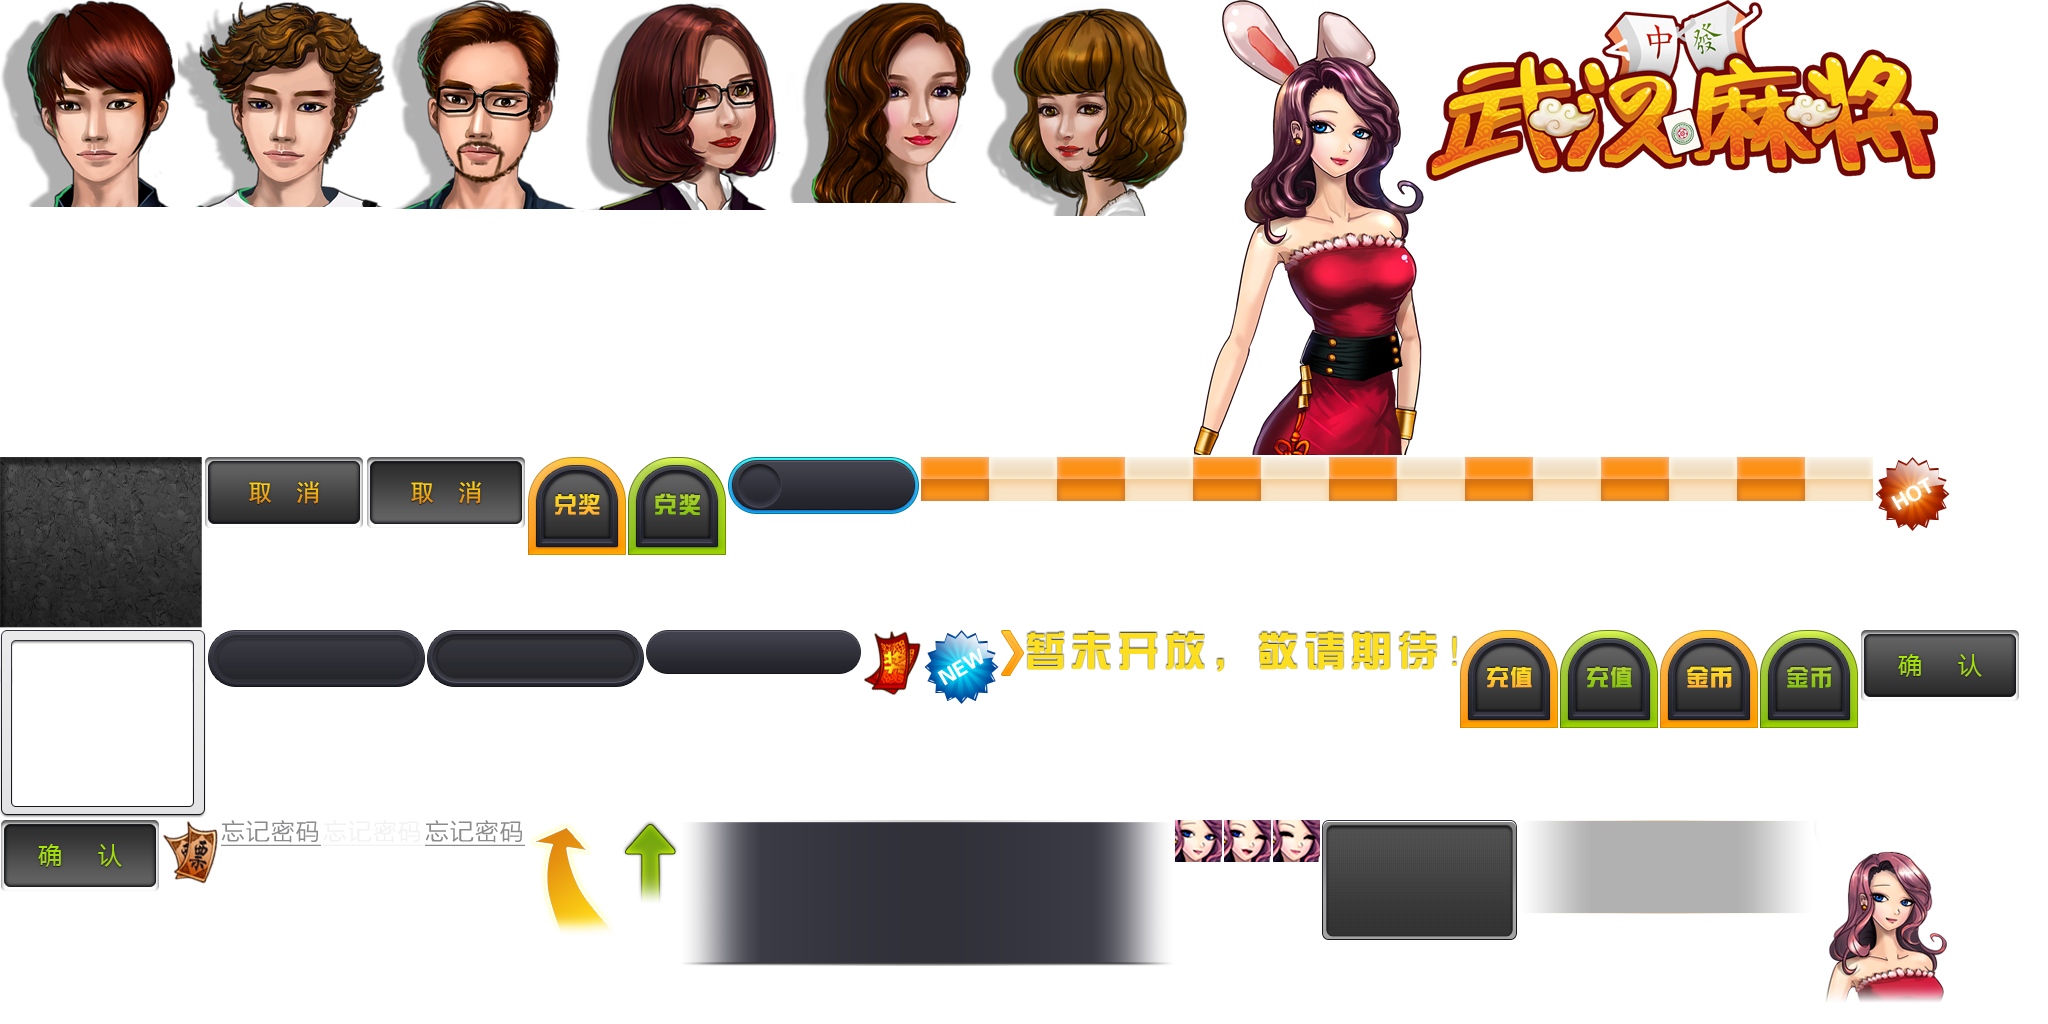 中 發
武汉麻将
取 消
取 消
兑奖
兑奖
HOT
奖
NEW
暂未开放，敬请期待！
充值
充值
金币
金币
确 认
确 认
票
忘记密码
忘记密码
忘记密码